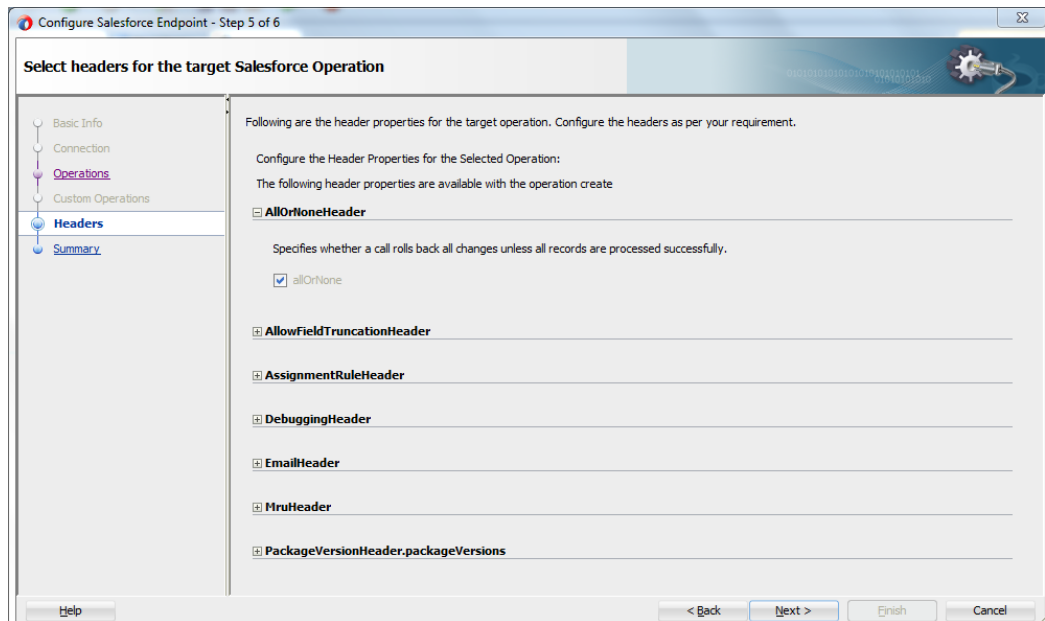 Configure Salesforce Endpoint - Step 5 of 6
Select headers for the target Salesforce Operation
Basic Info
Connection
Operations
Custom Operations
Headers
Summary
Following are the header properties for the target operation. Configure the headers as per your requirement.
Configure the Header Properties for the Selected Operation:
The following header properties are available with the operation create
AllOrNoneHeader
Specifies whether a call rolls back all changes unless all records are processed successfully.
allOrNone
AllowFieldTruncationHeader
AssignmentRuleHeader
DebuggingHeader
EmailHeader
MruHeader
PackageVersionHeader.packageVersions
Help
< Back
Next >
Finish
Cancel